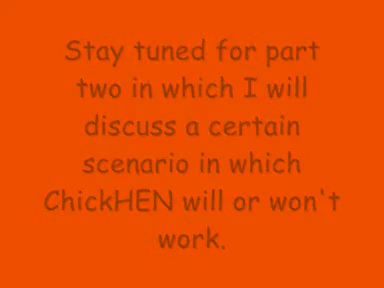 Stay tuned for part
two in which I will
discuss a certain
scenario in which
ChickHEN will or won't
work.